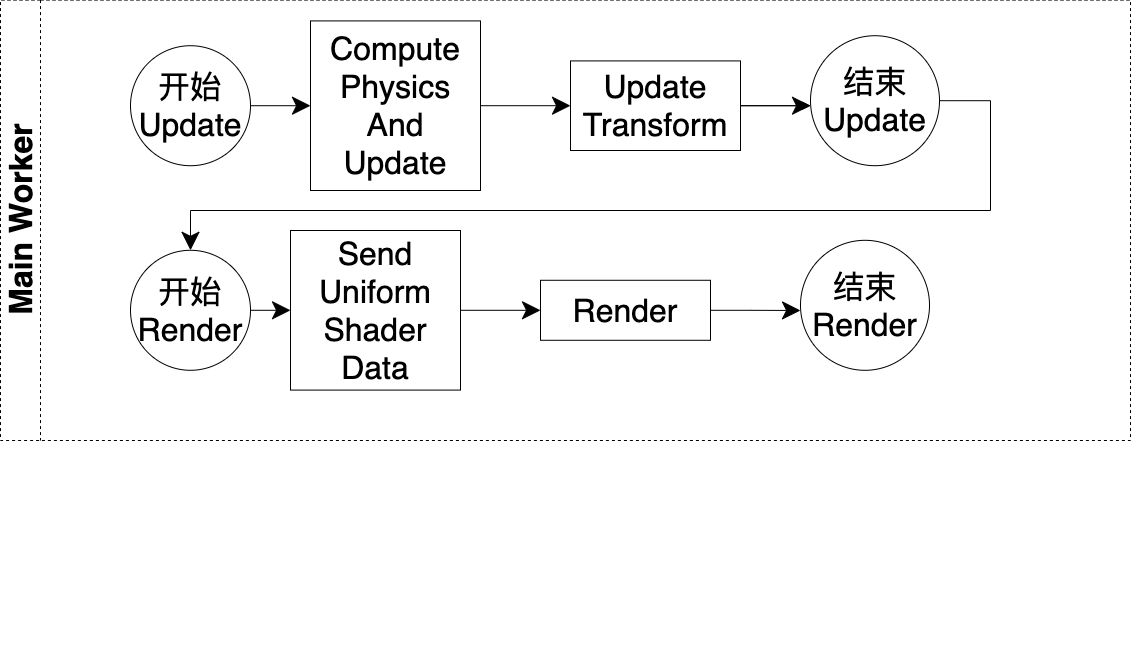 Main Worker
开始
Update
Compute
Physics
And
Update
Update
Transform
结束
Update
开始
Render
Send
Uniform
Shader
Data
Render
结束
Render